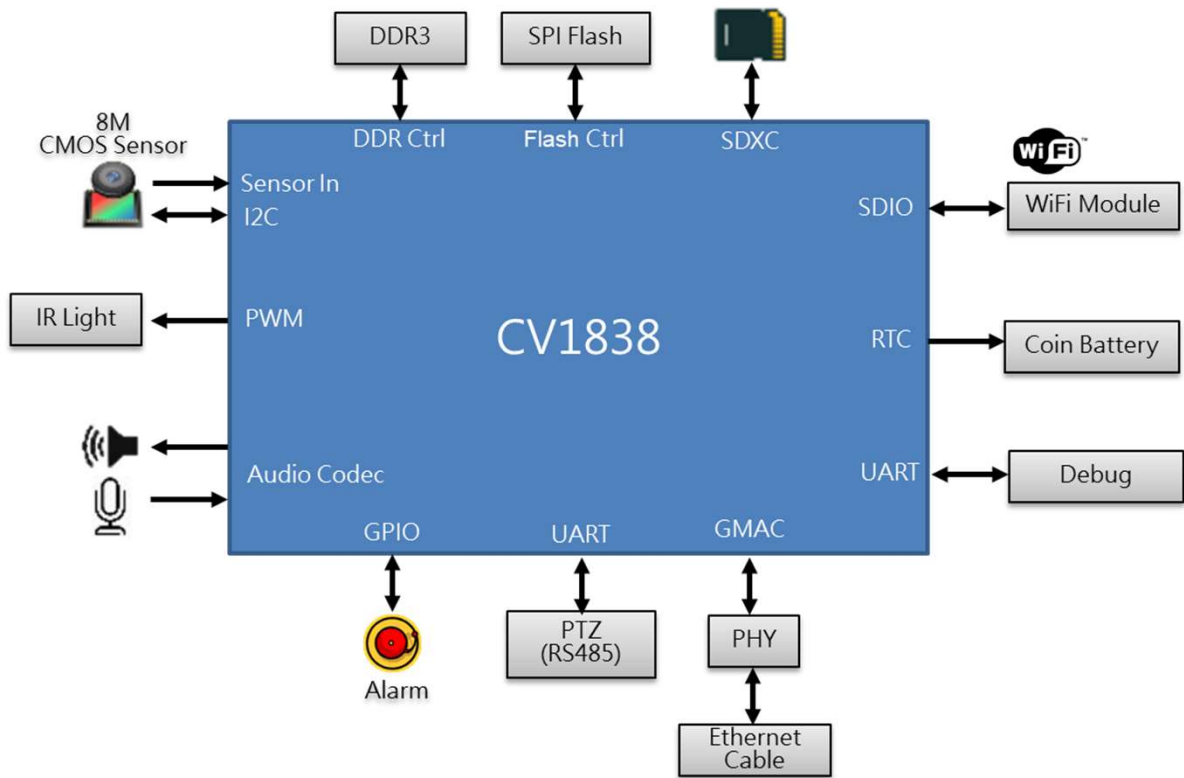 DDR3
SPI Flash
8M
CMOS Sensor
DDR Ctrl
Flash Ctrl
SDXC
WiFi™
Sensor In
I2C
SDIO
WiFi Module
IR Light
PWM
CV1838
RTC
Coin Battery
Audio Codec
UART
Debug
GPIO
UART
GMAC
Alarm
PTZ
(RS485)
PHY
Ethernet
Cable